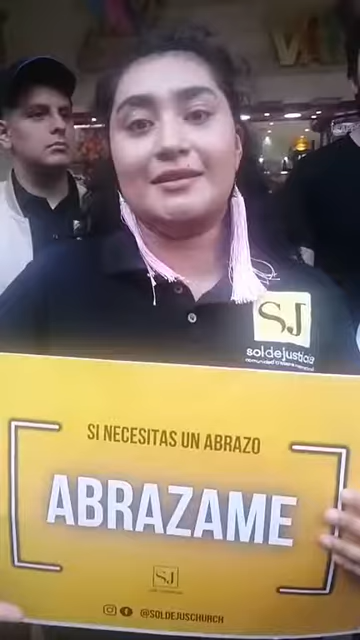 SJ
soldejusticia
SI NECESITAS UN ABRAZO
ABRAZAME
SJ
@SOLDEJUSCHURCH